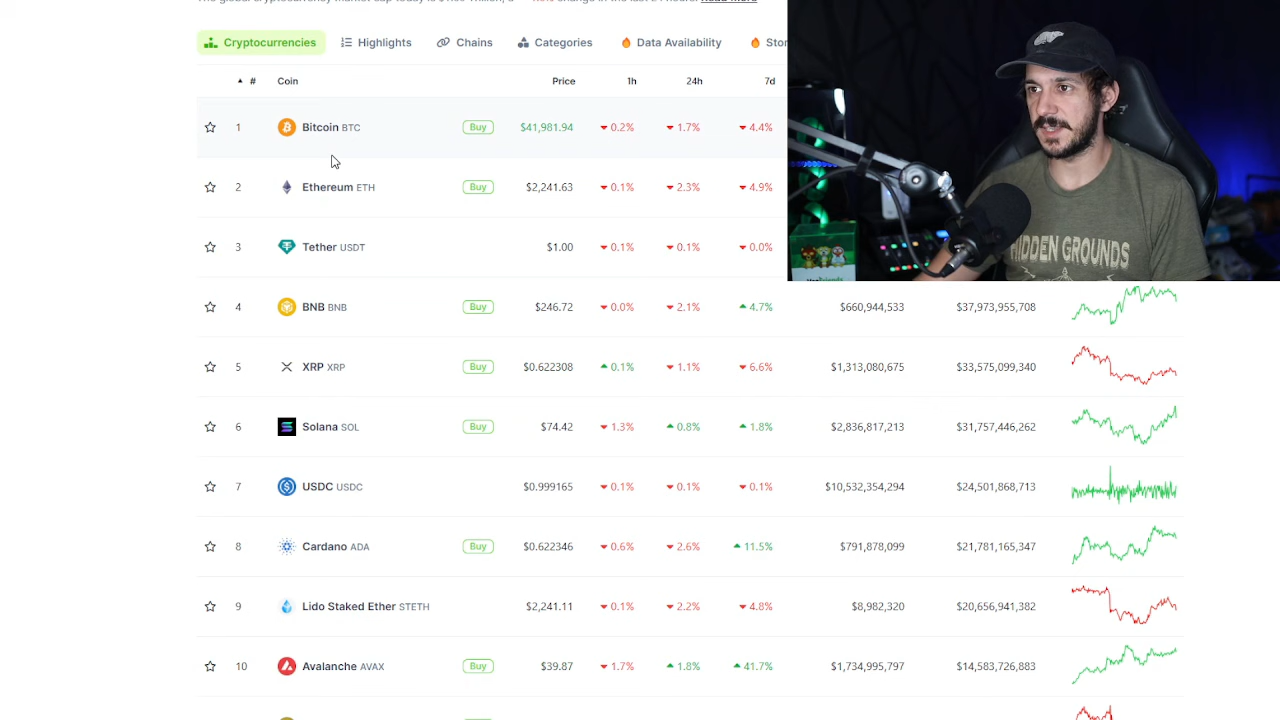 Cryptocurrencies Highlights Chains Categories Data Availability
# Coin Price 1h 24h 7d
1 Bitcoin BTC Buy $41,981.94 0.2% 1.7% 4.4%
2 Ethereum ETH Buy $2,241.63 0.1% 2.3% 4.9%
3 Tether USDT $1.00 0.1% 0.1% 0.0%
4 BNB BNB Buy $246.72 0.0% 2.1% 4.7% $660,944,533 $37,973,955,708
5 XRP XRP Buy $0.622308 0.1% 1.1% 6.6% $1,313,080,675 $33,575,099,340
6 Solana SOL Buy $74.42 1.3% 0.8% 1.8% $2,836,817,213 $31,757,446,262
7 USDC USDC $0.999165 0.1% 0.1% 0.1% $10,532,354,294 $24,501,868,713
8 Cardano ADA Buy $0.622346 0.6% 2.6% 11.5% $791,878,099 $21,781,165,347
9 Lido Staked Ether STETH $2,241.11 0.1% 2.2% 4.8% $8,982,320 $20,656,941,382
10 Avalanche AVAX Buy $39.87 1.7% 1.8% 41.7% $1,734,995,797 $14,583,726,883
HIDDEN GROUNDS